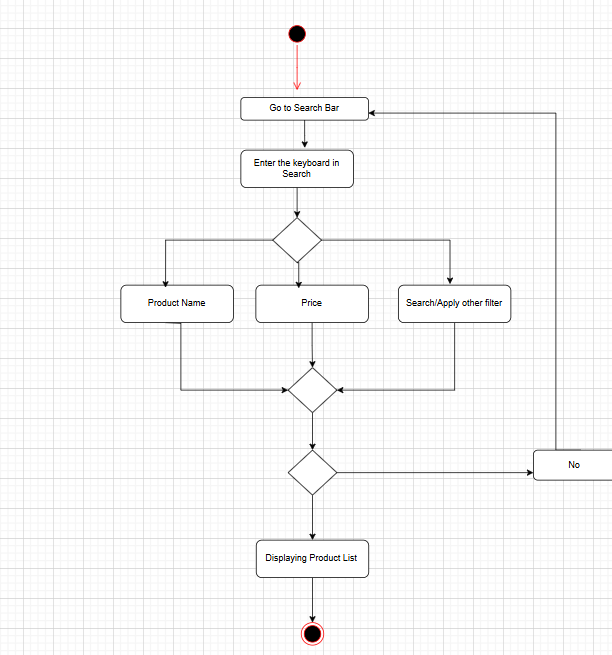 Go to Search Bar
Enter the keyboard in
Search
Product Name
Price
Search/Apply other filter
No
Displaying Product List